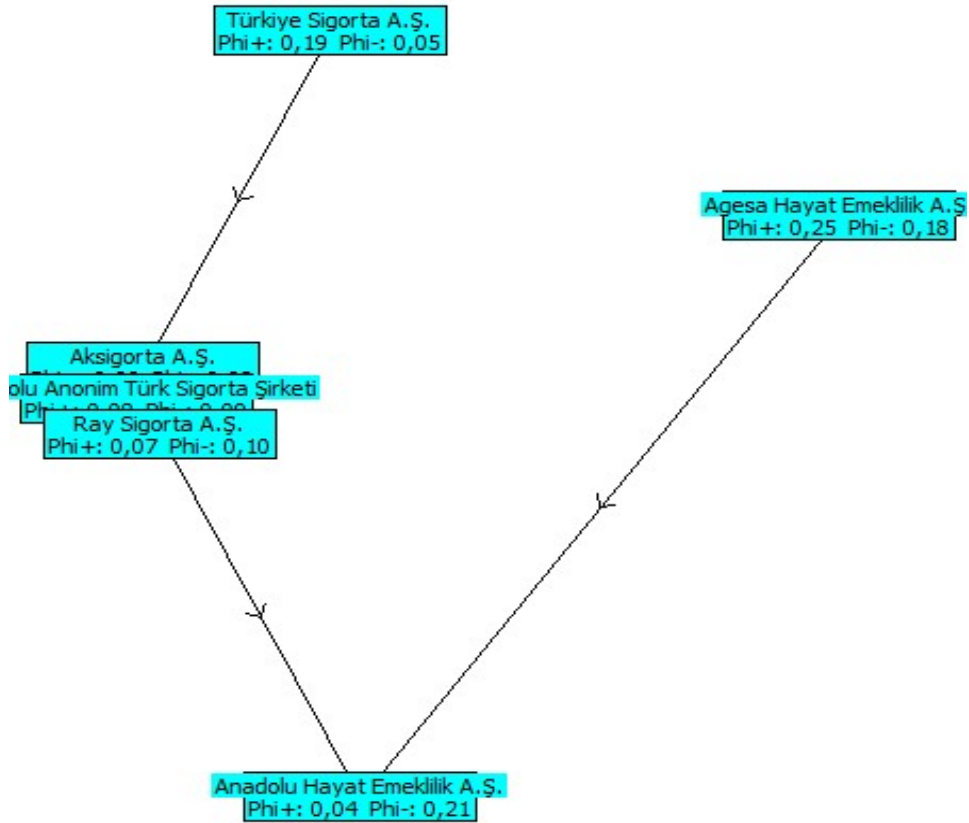 Türkiye Sigorta A.Ş.
Phi+: 0,19 Phi-: 0,05
Agesa Hayat Emeklilik A.Ş
Phi+: 0,25 Phi-: 0,18
Aksigorta A.Ş.
olu Anonim Türk Sigorta Şirketi
Ray Sigorta A.Ş.
Phi+: 0,07 Phi-: 0,10
Anadolu Hayat Emeklilik A.Ş.
Phi+: 0,04 Phi-: 0,21